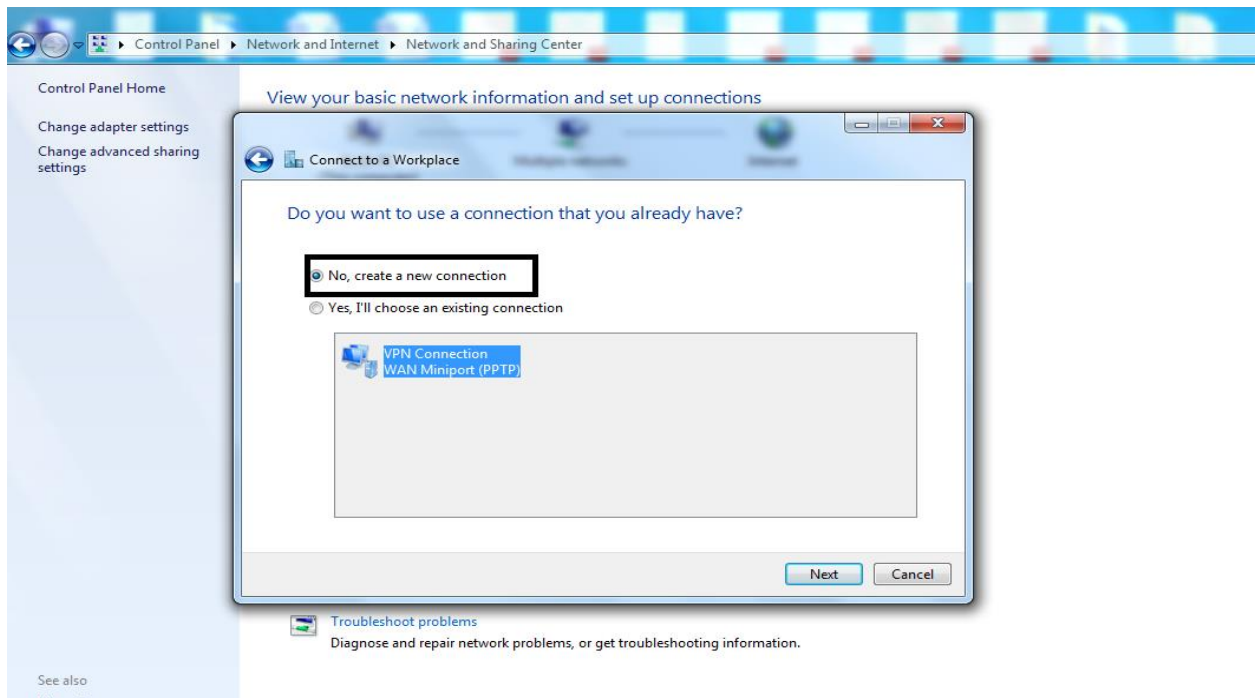 Control Panel ▸ Network and Internet ▸ Network and Sharing Center
Control Panel Home
View your basic network information and set up connections
Change adapter settings
Change advanced sharing
settings
Connect to a Workplace
Do you want to use a connection that you already have?
No, create a new connection
Yes, I'll choose an existing connection
VPN Connection
WAN Miniport (PPTP)
Next Cancel
Troubleshoot problems
Diagnose and repair network problems, or get troubleshooting information.
See also